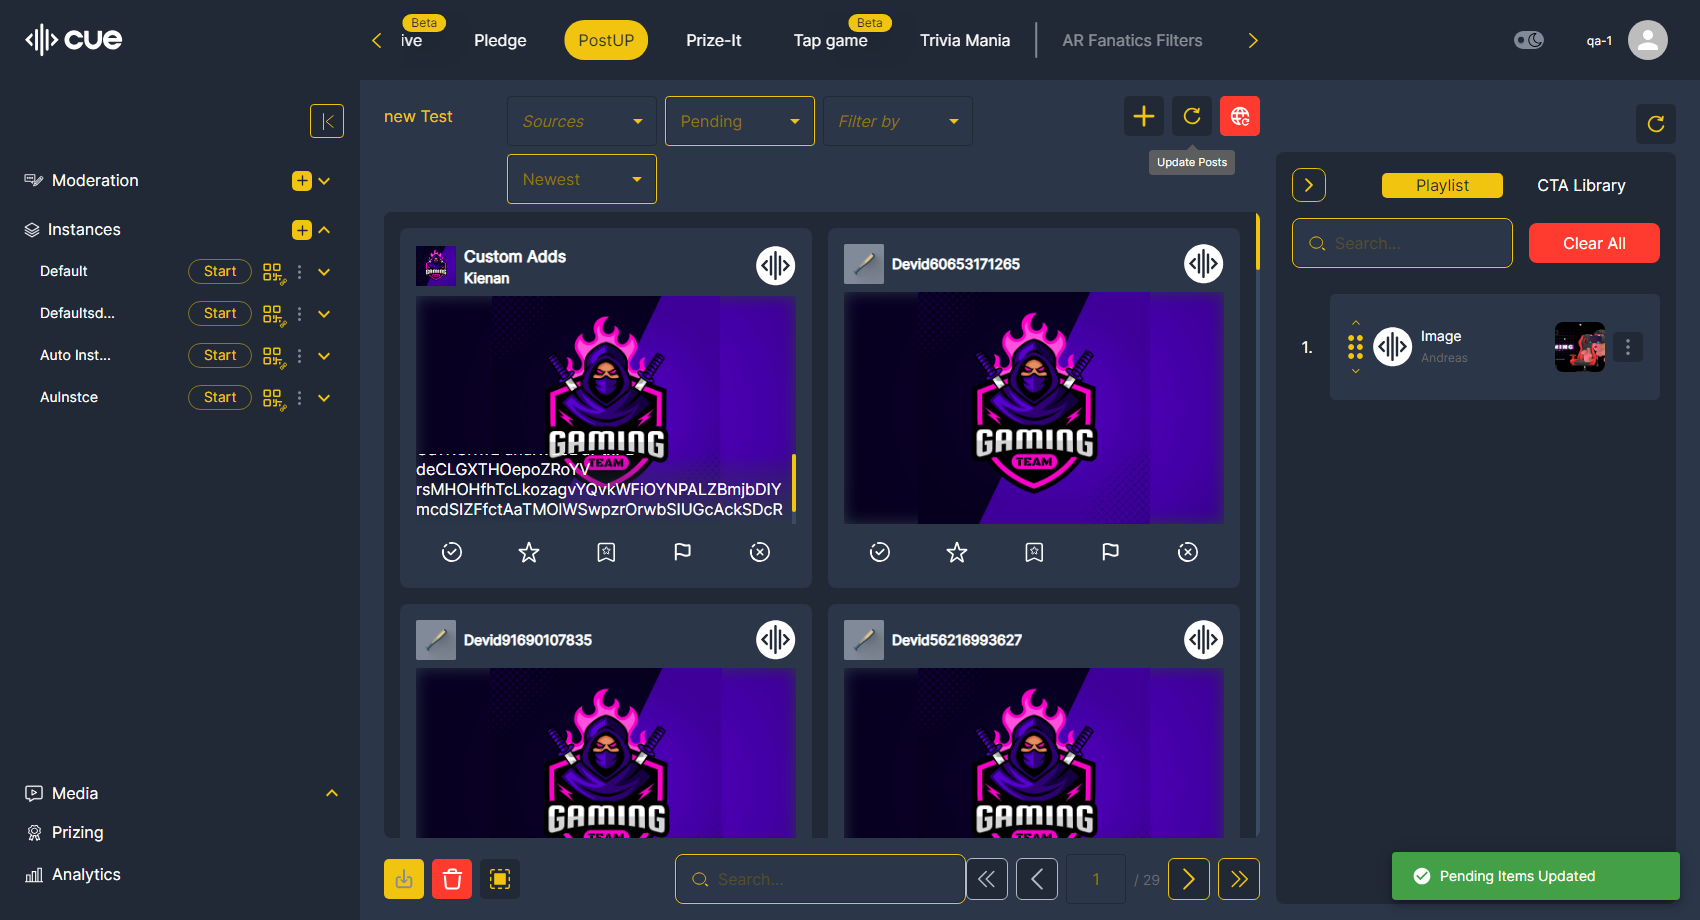 cue
Beta
ive
Pledge
PostUP
Prize-It
Beta
Tap game
Trivia Mania
AR Fanatics Filters
qa-1
Moderation
Instances
Default
Start
Defaultsd...
Start
Auto Inst...
Start
AuInstce
Start
Media
Prizing
Analytics
new Test
Sources
Pending
Filter by
Newest
Update Posts
Custom Adds
Kienan
GAMING
TEAM
deCLGXTHOepoZRoYV
rsMHOHfhTcLkozagvYQvkWFiOYNPALZBmjbDIY
mcdSIZFfctAaTMOlWSwpzrOrwbSIUGcAckSDcR
Devid60653171265
GAMING
TEAM
Devid91690107835
GAMING
TEAM
Devid56216993627
GAMING
TEAM
Search...
1
/ 29
Playlist
CTA Library
Search...
Clear All
1.
Image
Andreas
Pending Items Updated